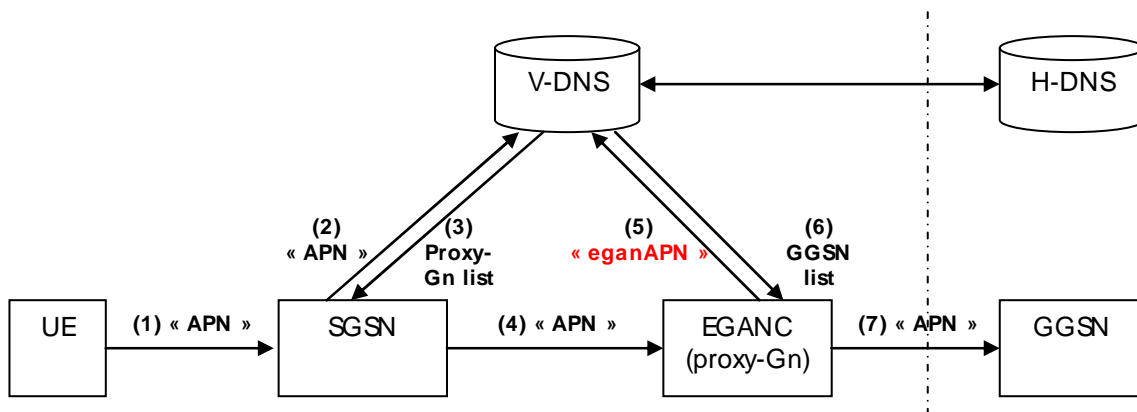 V-DNS
H-DNS
(2)
« APN »
(3)
Proxy-
Gn list
(5)
« eganAPN »
(6)
GGSN
list
UE
(1) « APN »
SGSN
(4) « APN »
EGANC
(proxy-Gn)
(7) « APN »
GGSN